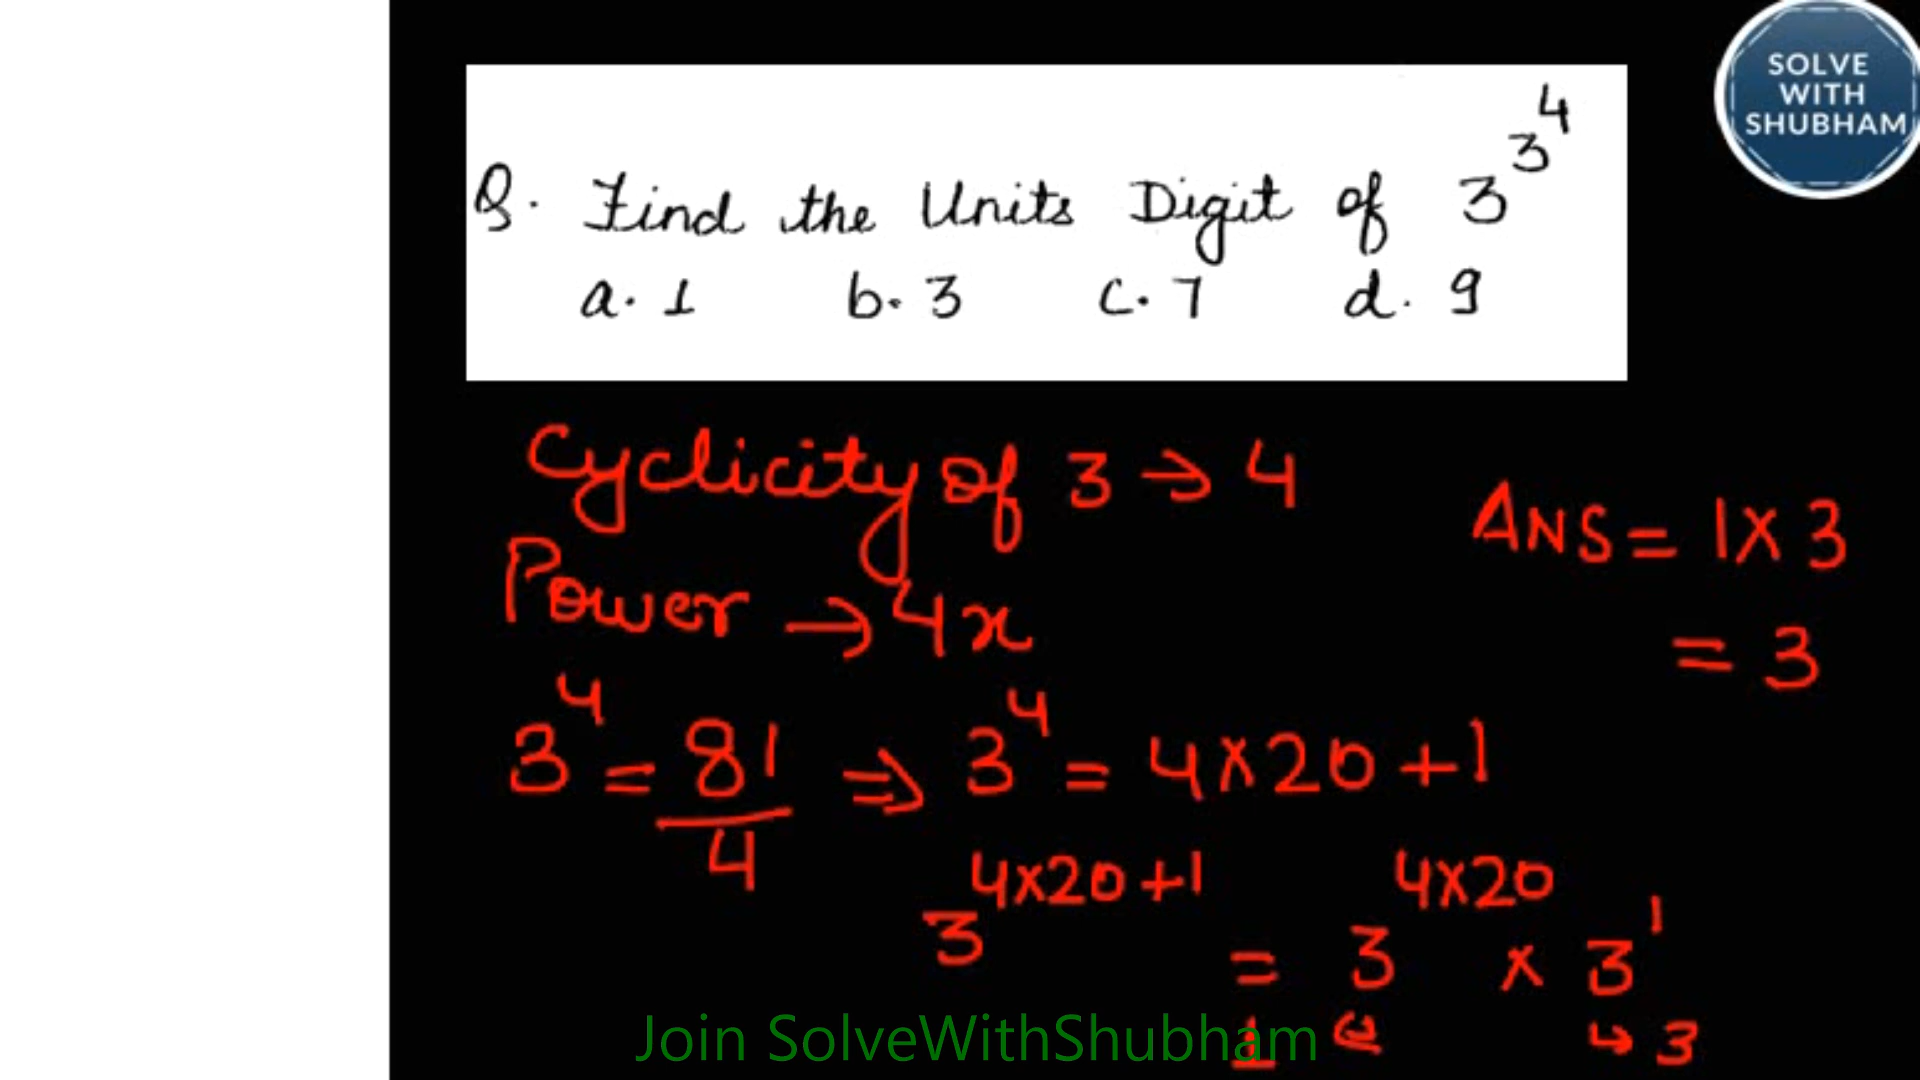 SOLVE
WITH
SHUBHAM
Q. Find the Units Digit of 3^3^4
a. 1 b. 3 c. 7 d. 9
Cyclicity of 3 → 4
Power → 4x
3^4 = 81/4 ⇒ 3^4 = 4×20+1
3^4×20+1 = 3^4×20 × 3^1
1 ↩ ↪ 3
ANS = 1×3
= 3
Join SolveWithShubham